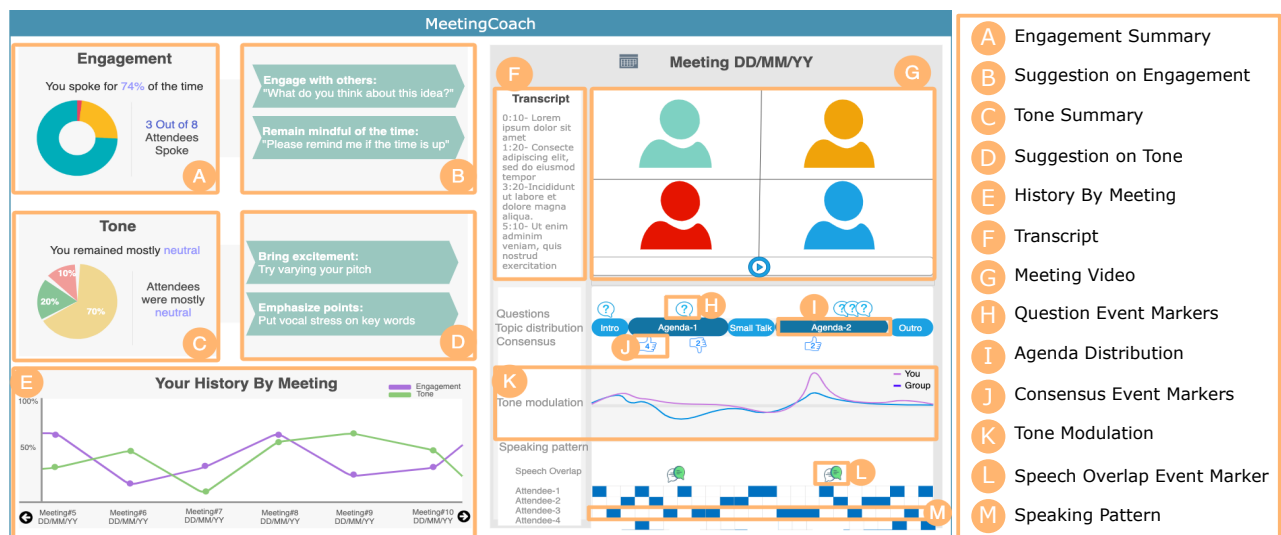 MeetingCoach
Engagement
You spoke for 74% of the time
3 Out of 8
Attendees
Spoke
A
Engage with others:
"What do you think about this idea?"
Remain mindful of the time:
"Please remind me if the time is up"
B
Tone
You remained mostly neutral
10%
20%
70%
Attendees
were mostly
neutral
C
Bring excitement:
Try varying your pitch
Emphasize points:
Put vocal stress on key words
D
E
Your History By Meeting
Engagement
Tone
100%
50%
Meeting#5
DD/MM/YY
Meeting#6
DD/MM/YY
Meeting#7
DD/MM/YY
Meeting#8
DD/MM/YY
Meeting#9
DD/MM/YY
Meeting#10
DD/MM/YY
Meeting DD/MM/YY
F
G
Transcript
0:10- Lorem
ipsum dolor sit
amet
1:20- Consecte
adipiscing elit,
sed do eiusmod
tempor
3:20-Incididunt
ut labore et
dolore magna
aliqua.
5:10- Ut enim
adminim
veniam, quis
nostrud
exercitation
Questions
? ? H I ???
Topic distribution
Intro Agenda-1 Small Talk Agenda-2 Outro
Consensus
J 4 2 2
K
You
Group
Tone modulation
Speaking pattern
Speech Overlap
L
Attendee-1
Attendee-2
Attendee-3
M
Attendee-4
A Engagement Summary
B Suggestion on Engagement
C Tone Summary
D Suggestion on Tone
E History By Meeting
F Transcript
G Meeting Video
H Question Event Markers
I Agenda Distribution
J Consensus Event Markers
K Tone Modulation
L Speech Overlap Event Marker
M Speaking Pattern